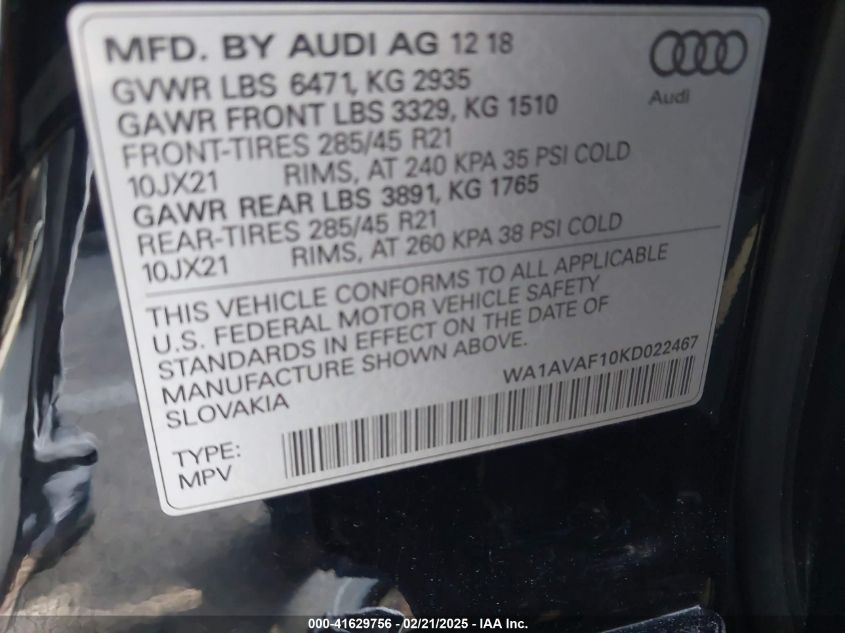 MFD. BY AUDI AG 12 18
GVWR LBS 6471, KG 2935
GAWR FRONT LBS 3329, KG 1510
FRONT-TIRES 285/45 R21
10JX21 RIMS, AT 240 KPA 35 PSI COLD
GAWR REAR LBS 3891, KG 1765
REAR-TIRES 285/45 R21
10JX21 RIMS, AT 260 KPA 38 PSI COLD
Audi
THIS VEHICLE CONFORMS TO ALL APPLICABLE
U.S. FEDERAL MOTOR VEHICLE SAFETY
STANDARDS IN EFFECT ON THE DATE OF
MANUFACTURE SHOWN ABOVE.
SLOVAKIA
WA1AVAF10KD022467
TYPE:
MPV
000-41629756 - 02/21/2025 - IAA Inc.